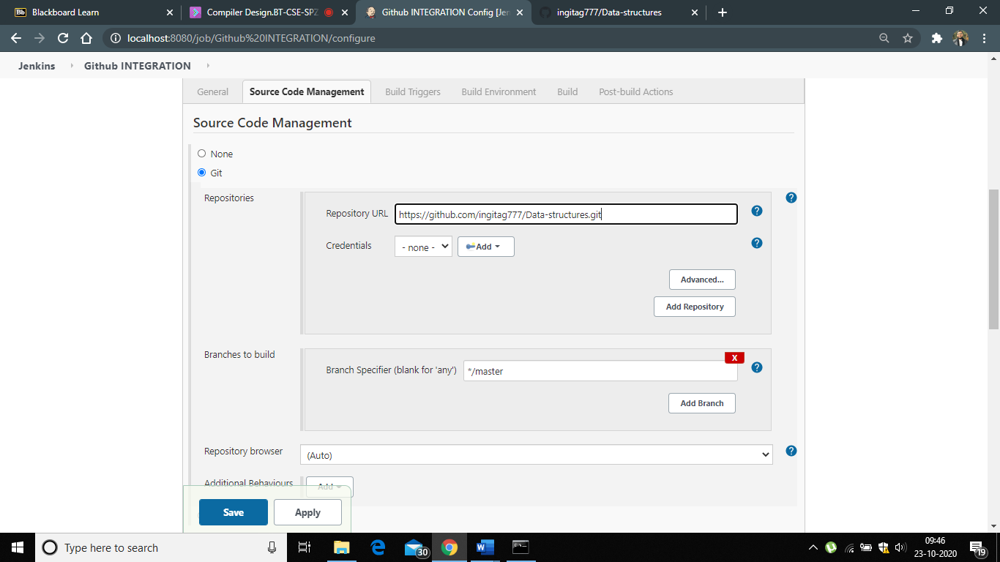 Blackboard Learn
Compiler Design.BT-CSE-SPZ
Github INTEGRATION Config [Jen
ingitag777/Data-structures
localhost:8080/job/Github%20INTEGRATION/configure
Jenkins
Github INTEGRATION
General
Source Code Management
Build Triggers
Build Environment
Build
Post-build Actions
Source Code Management
None
Git
Repositories
Repository URL
https://github.com/ingitag777/Data-structures.git
Credentials
- none -
Add
Advanced...
Add Repository
Branches to build
X
Branch Specifier (blank for 'any')
*/master
Add Branch
Repository browser
(Auto)
Additional Behaviours
Add
Save
Apply
Type here to search
30
09:46
23-10-2020
19